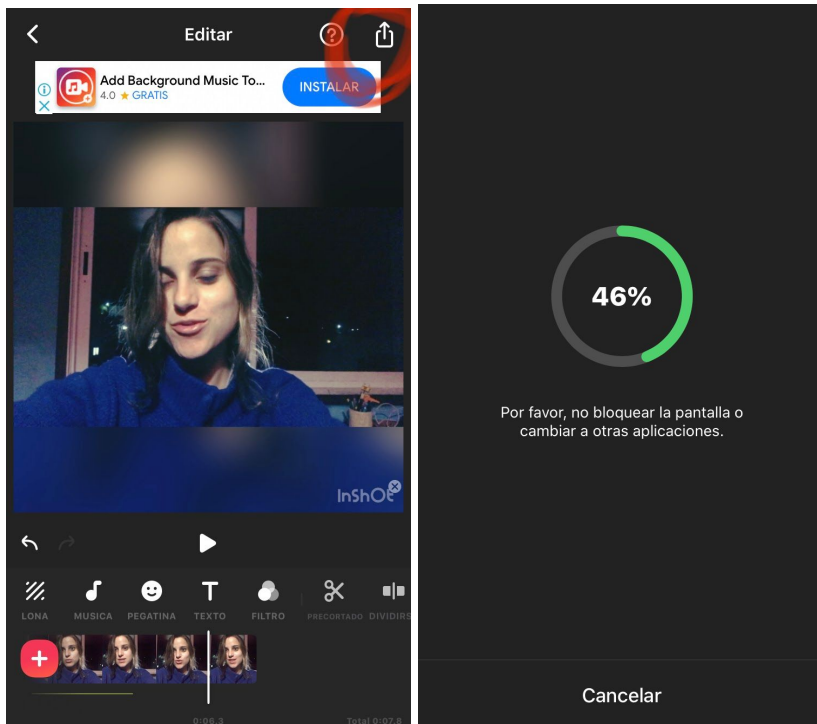 Editar
Add Background Music To...
4.0 ★ GRATIS
INSTALAR
InShOt
LONA
MUSICA
PEGATINA
TEXTO
FILTRO
PRECORTADO
DIVIDIRS
0:06.3
Total 0:07.8
46%
Por favor, no bloquear la pantalla o
cambiar a otras aplicaciones.
Cancelar